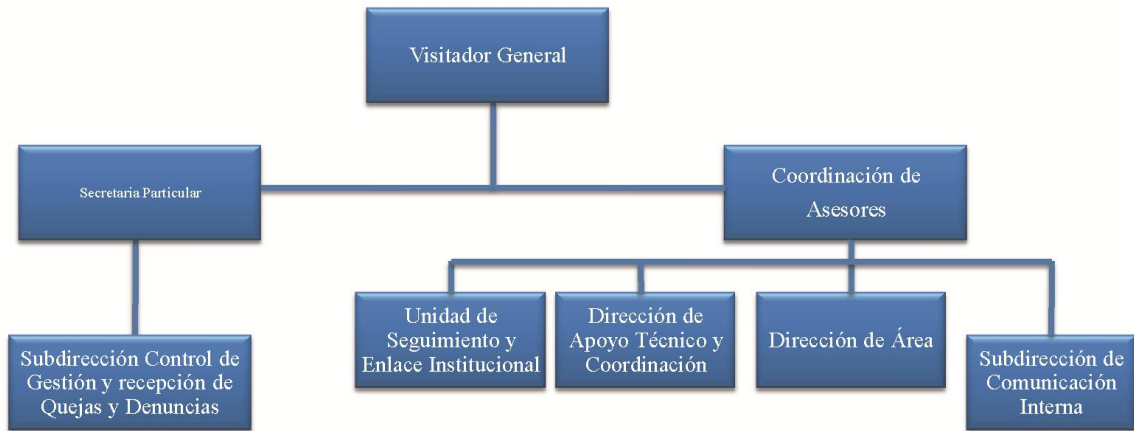 Visitador General
Secretaria Particular
Coordinación de
Asesores
Unidad de
Seguimiento y
Enlace Institucional
Dirección de
Apoyo Técnico y
Coordinación
Dirección de Área
Subdirección de
Comunicación
Interna
Subdirección Control de
Gestión y recepción de
Quejas y Denuncias